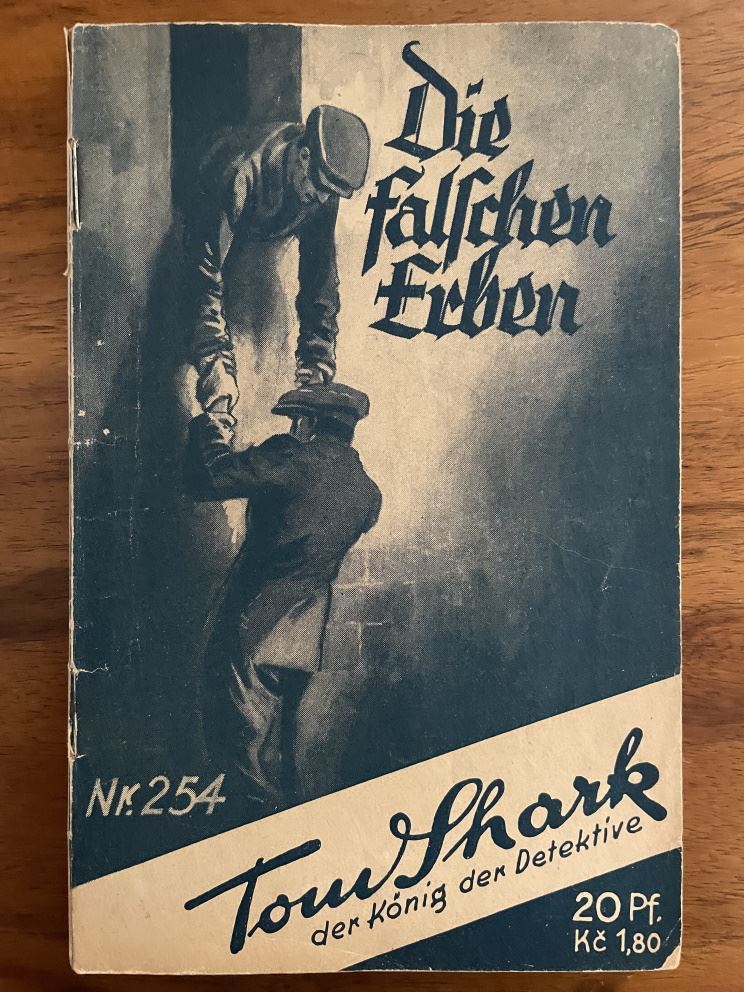 Die
falschen
Erben
Nr. 254
Tom Shark
der König der Detektive
20 Pf.
Kč 1,80